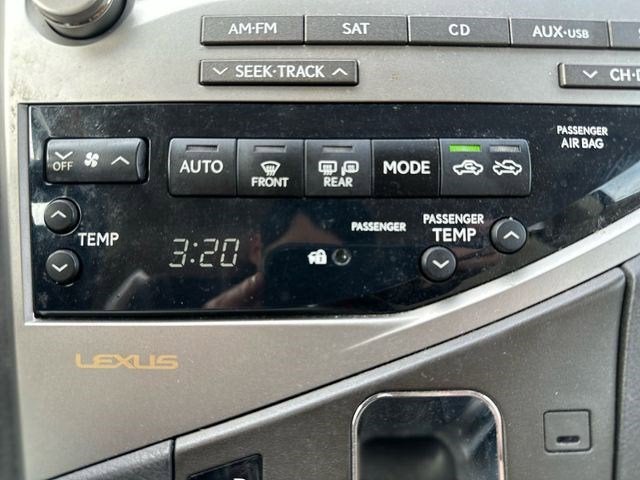 AM·FM SAT CD AUX·USB
SEEK·TRACK
OFF AUTO FRONT REAR MODE
PASSENGER
AIR BAG
TEMP 3:20 PASSENGER PASSENGER
TEMP
LEXUS